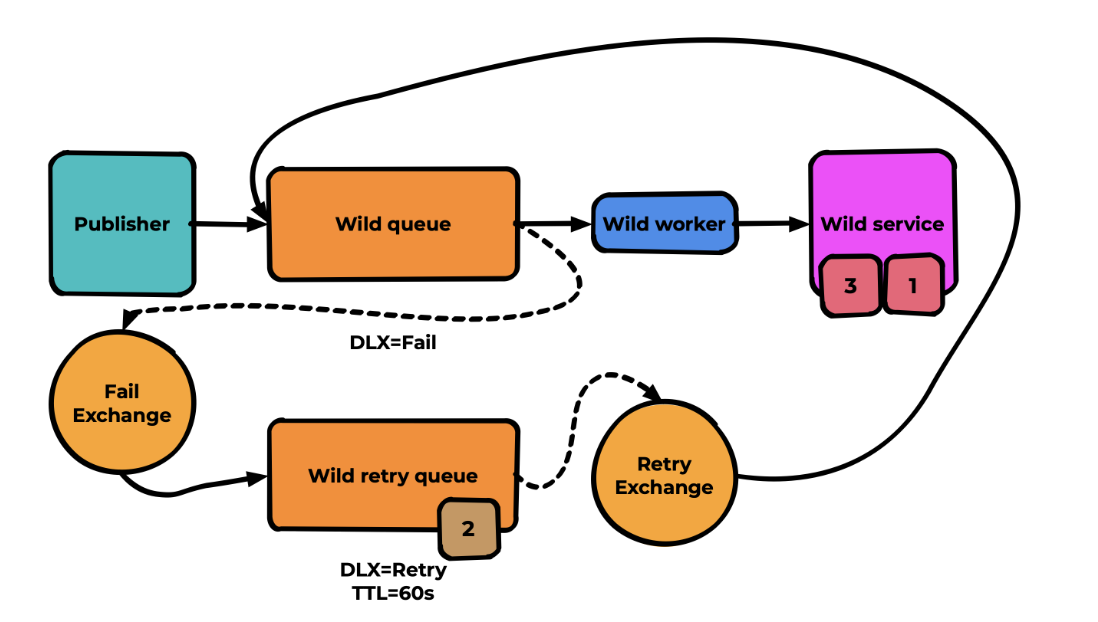 Publisher
Wild queue
Wild worker
Wild service
3
1
DLX=Fail
Fail
Exchange
Wild retry queue
2
Retry
Exchange
DLX=Retry
TTL=60s